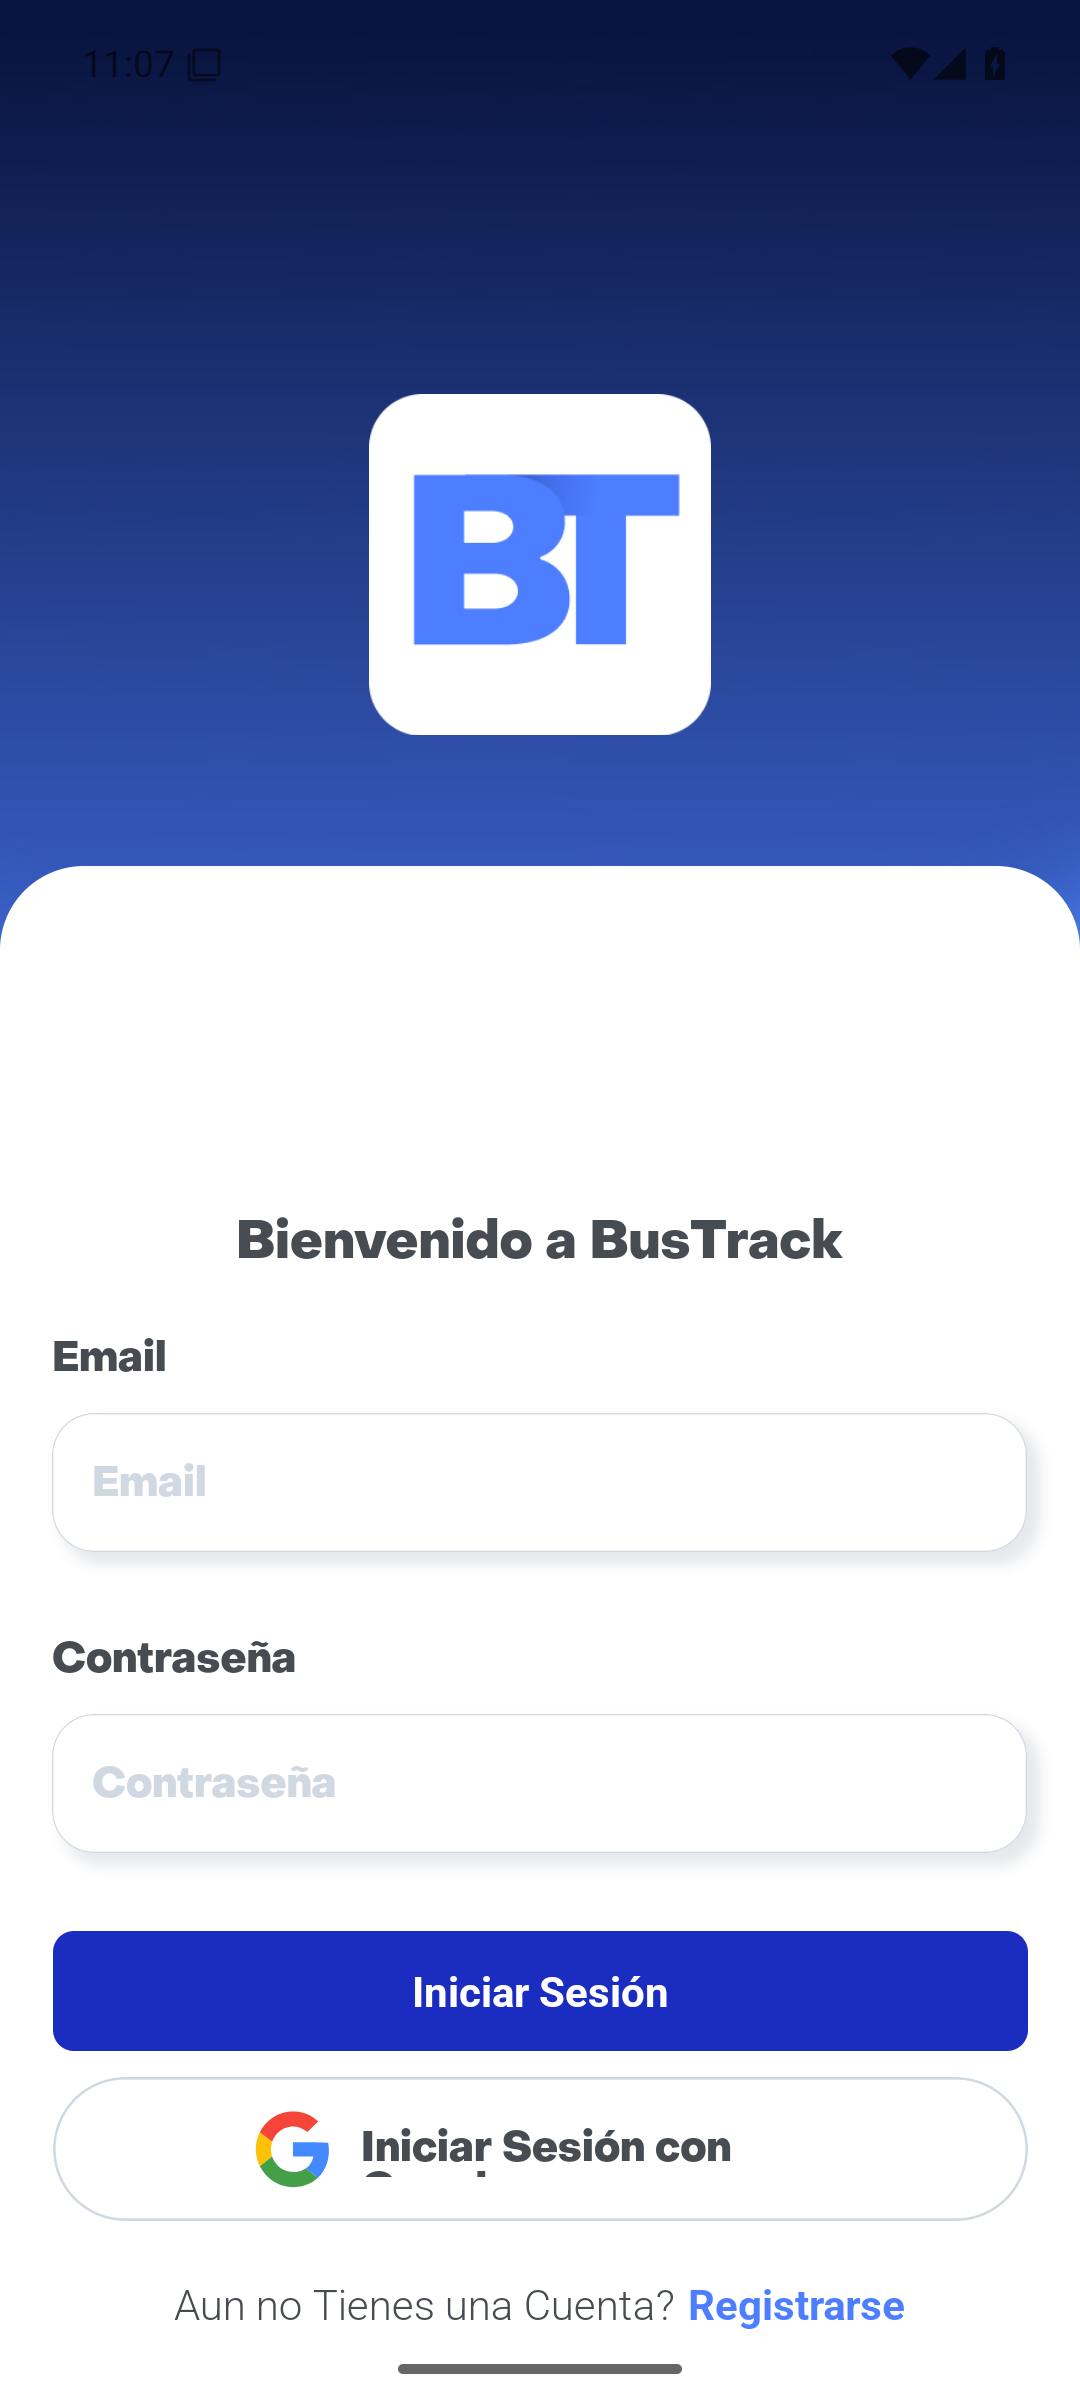 11:07
BT
Bienvenido a BusTrack
Email
Email
Contraseña
Contraseña
Iniciar Sesión
Iniciar Sesión con
Aun no Tienes una Cuenta? Registrarse